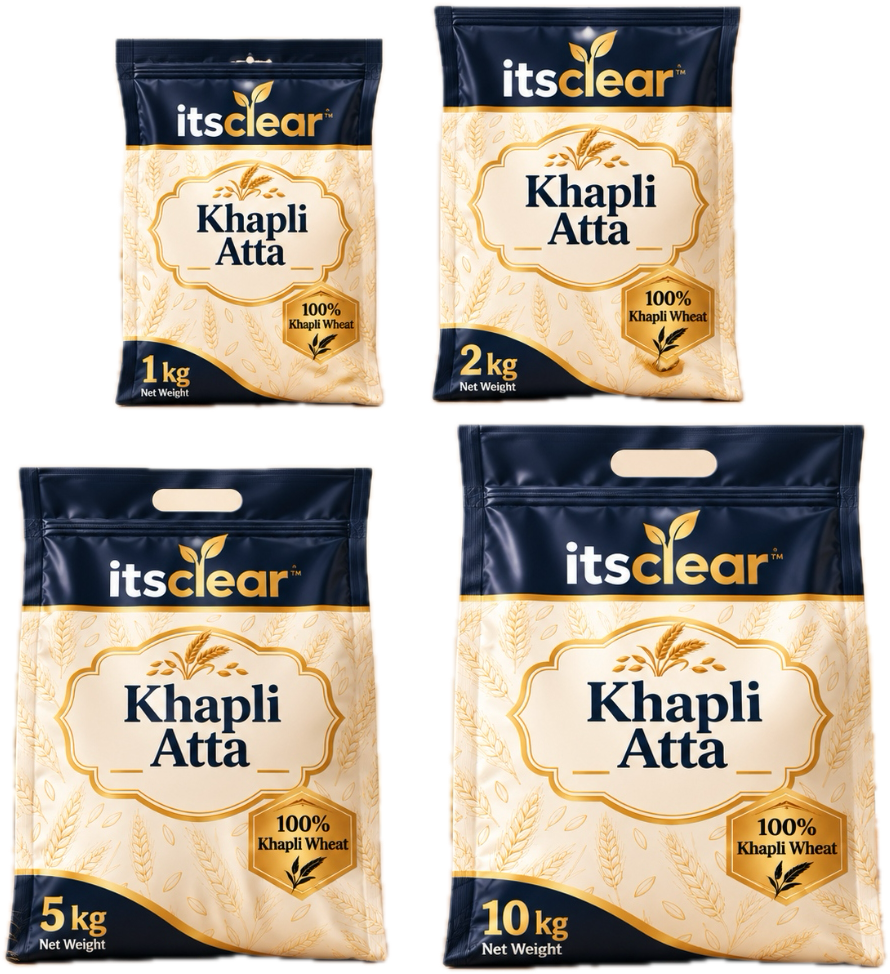 itsclear™
Khapli
Atta
100%
Khapli Wheat
1 kg
Net Weight
itsclear™
Khapli
Atta
100%
Khapli Wheat
2 kg
Net Weight
itsclear™
Khapli
Atta
100%
Khapli Wheat
5 kg
Net Weight
itsclear™
Khapli
Atta
100%
Khapli Wheat
10 kg
Net Weight